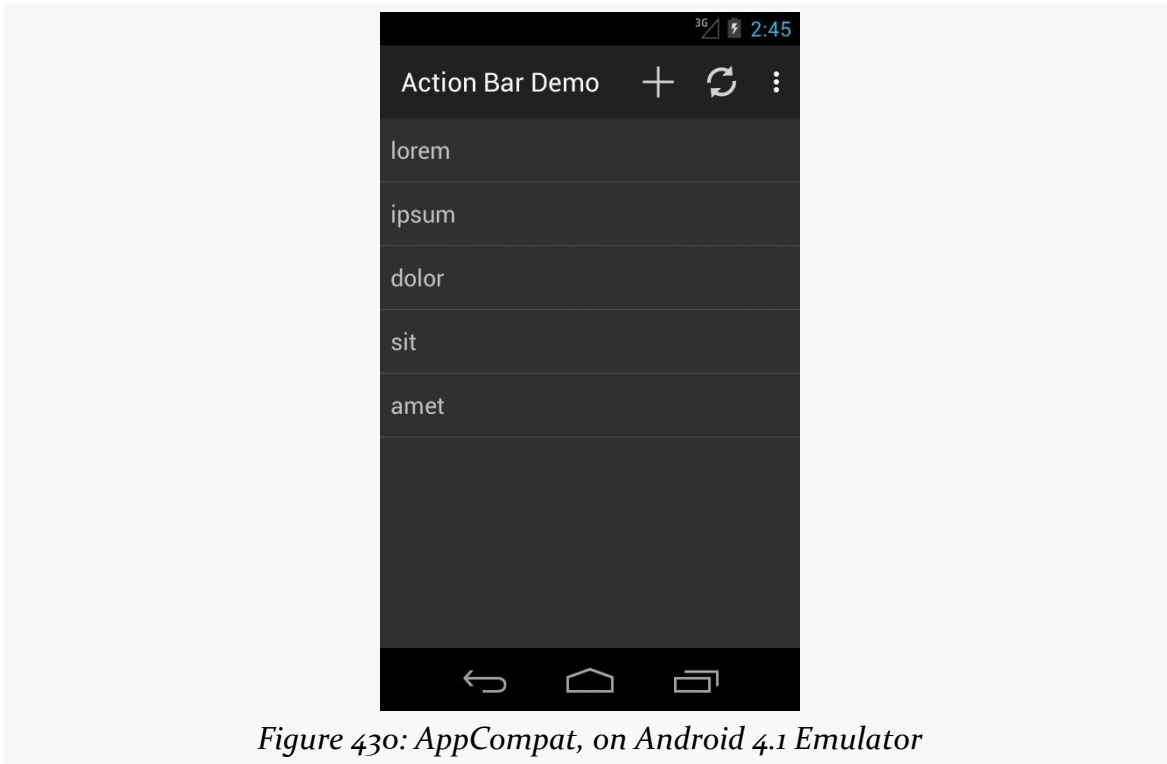 3G 2:45
Action Bar Demo
lorem
ipsum
dolor
sit
amet
Figure 430: AppCompat, on Android 4.1 Emulator